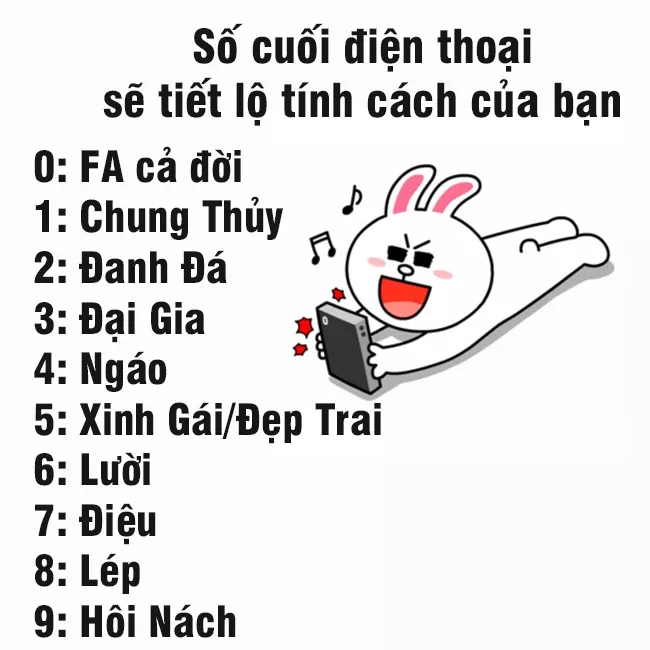 Số cuối điện thoại
sẽ tiết lộ tính cách của bạn
0: FA cả đời
1: Chung Thủy
2: Đanh Đá
3: Đại Gia
4: Ngáo
5: Xinh Gái/Đẹp Trai
6: Lười
7: Điệu
8: Lép
9: Hôi Nách